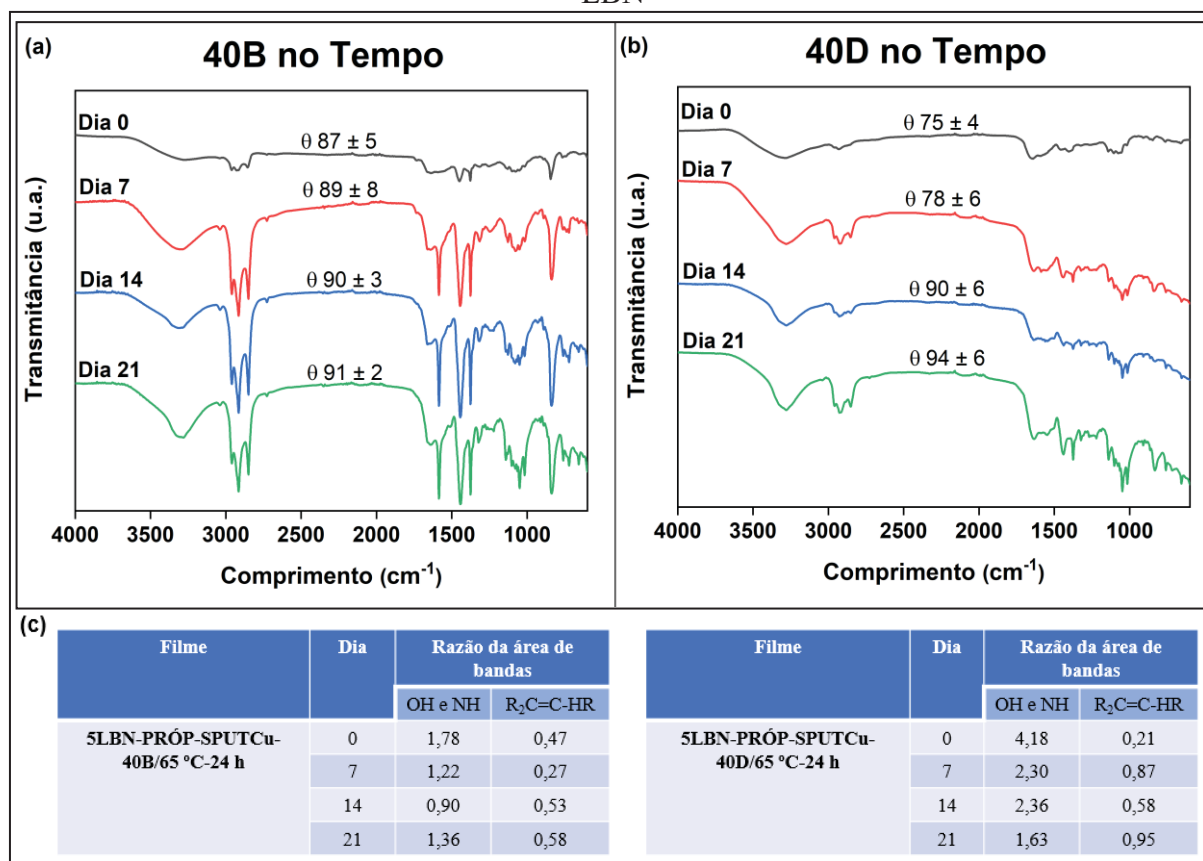 LBN
(a)
40B no Tempo
Transmitância (u.a.)
Dia 0
θ 87 ± 5
Dia 7
θ 89 ± 8
Dia 14
θ 90 ± 3
Dia 21
θ 91 ± 2
4000 3500 3000 2500 2000 1500 1000
Comprimento (cm⁻¹)
(b)
40D no Tempo
Transmitância (u.a.)
Dia 0
θ 75 ± 4
Dia 7
θ 78 ± 6
Dia 14
θ 90 ± 6
Dia 21
θ 94 ± 6
4000 3500 3000 2500 2000 1500 1000
Comprimento (cm⁻¹)
(c)
Filme Dia Razão da área de
bandas
OH e NH R₂C=C-HR
5LBN-PRÓP-SPUTCu-
40B/65 ºC-24 h
0 1,78 0,47
7 1,22 0,27
14 0,90 0,53
21 1,36 0,58
Filme Dia Razão da área de
bandas
OH e NH R₂C=C-HR
5LBN-PRÓP-SPUTCu-
40D/65 ºC-24 h
0 4,18 0,21
7 2,30 0,87
14 2,36 0,58
21 1,63 0,95